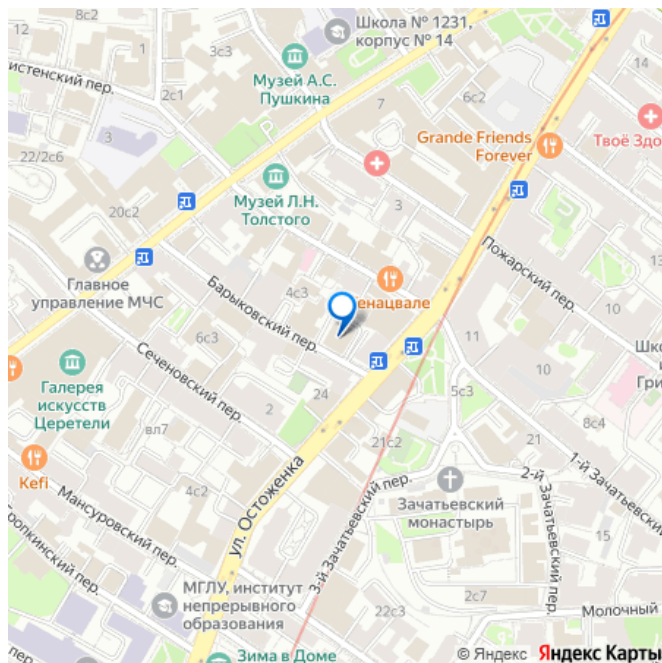 8с2
12
Школа № 1231,
корпус № 14
1
3с3
Музей А.С.
Пушкина
14
2с1
7
6с2
Grande Friends
Forever
Твоё Здо
3
22/2с6
Музей Л.Н.
Толстого
3
20с2
Пожарский пер.
Главное
управление МЧС
4с3
енацвале
Барыковский пер.
6с3
11
10
Сеченовский пер.
Галерея
искусств
Церетели
24
5с3
10
2
8с4
вл7
21с2
21
Kefi
1-й Зачатьевский
2-й Зачатьевский пер.
4с2
ул. Остоженка
Зачатьевский
монастырь
Мансуровский пер.
3-й Зачатьевский пер.
15
МГЛУ, институт
непрерывного
образования
2с7
22с3
Молочный
пер.
Зима в Доме
© Яндекс Яндекс Карты